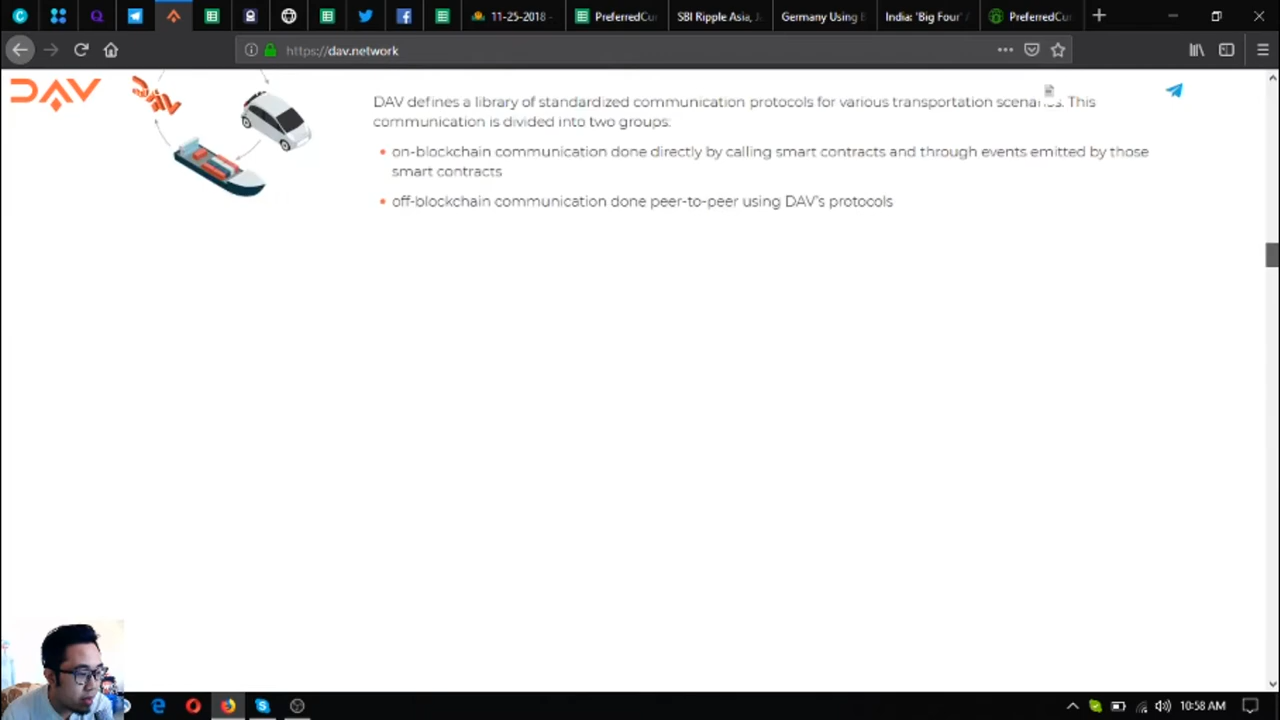 11-25-2018 -
PreferredCur
SBI Ripple Asia, J
Germany Using B
India: 'Big Four' A
PreferredCur
https://dav.network
DAV
DAV defines a library of standardized communication protocols for various transportation scenarios. This
communication is divided into two groups:
on-blockchain communication done directly by calling smart contracts and through events emitted by those
smart contracts
off-blockchain communication done peer-to-peer using DAV's protocols
10:58 AM